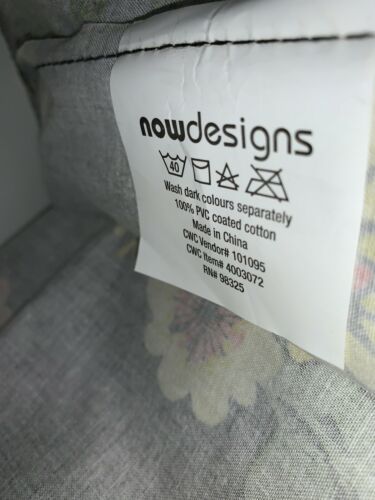 nowdesigns
40
Wash dark colours separately
100% PVC coated cotton
Made in China
CWC Vendor# 101095
CWC Item# 4003072
RN# 98325